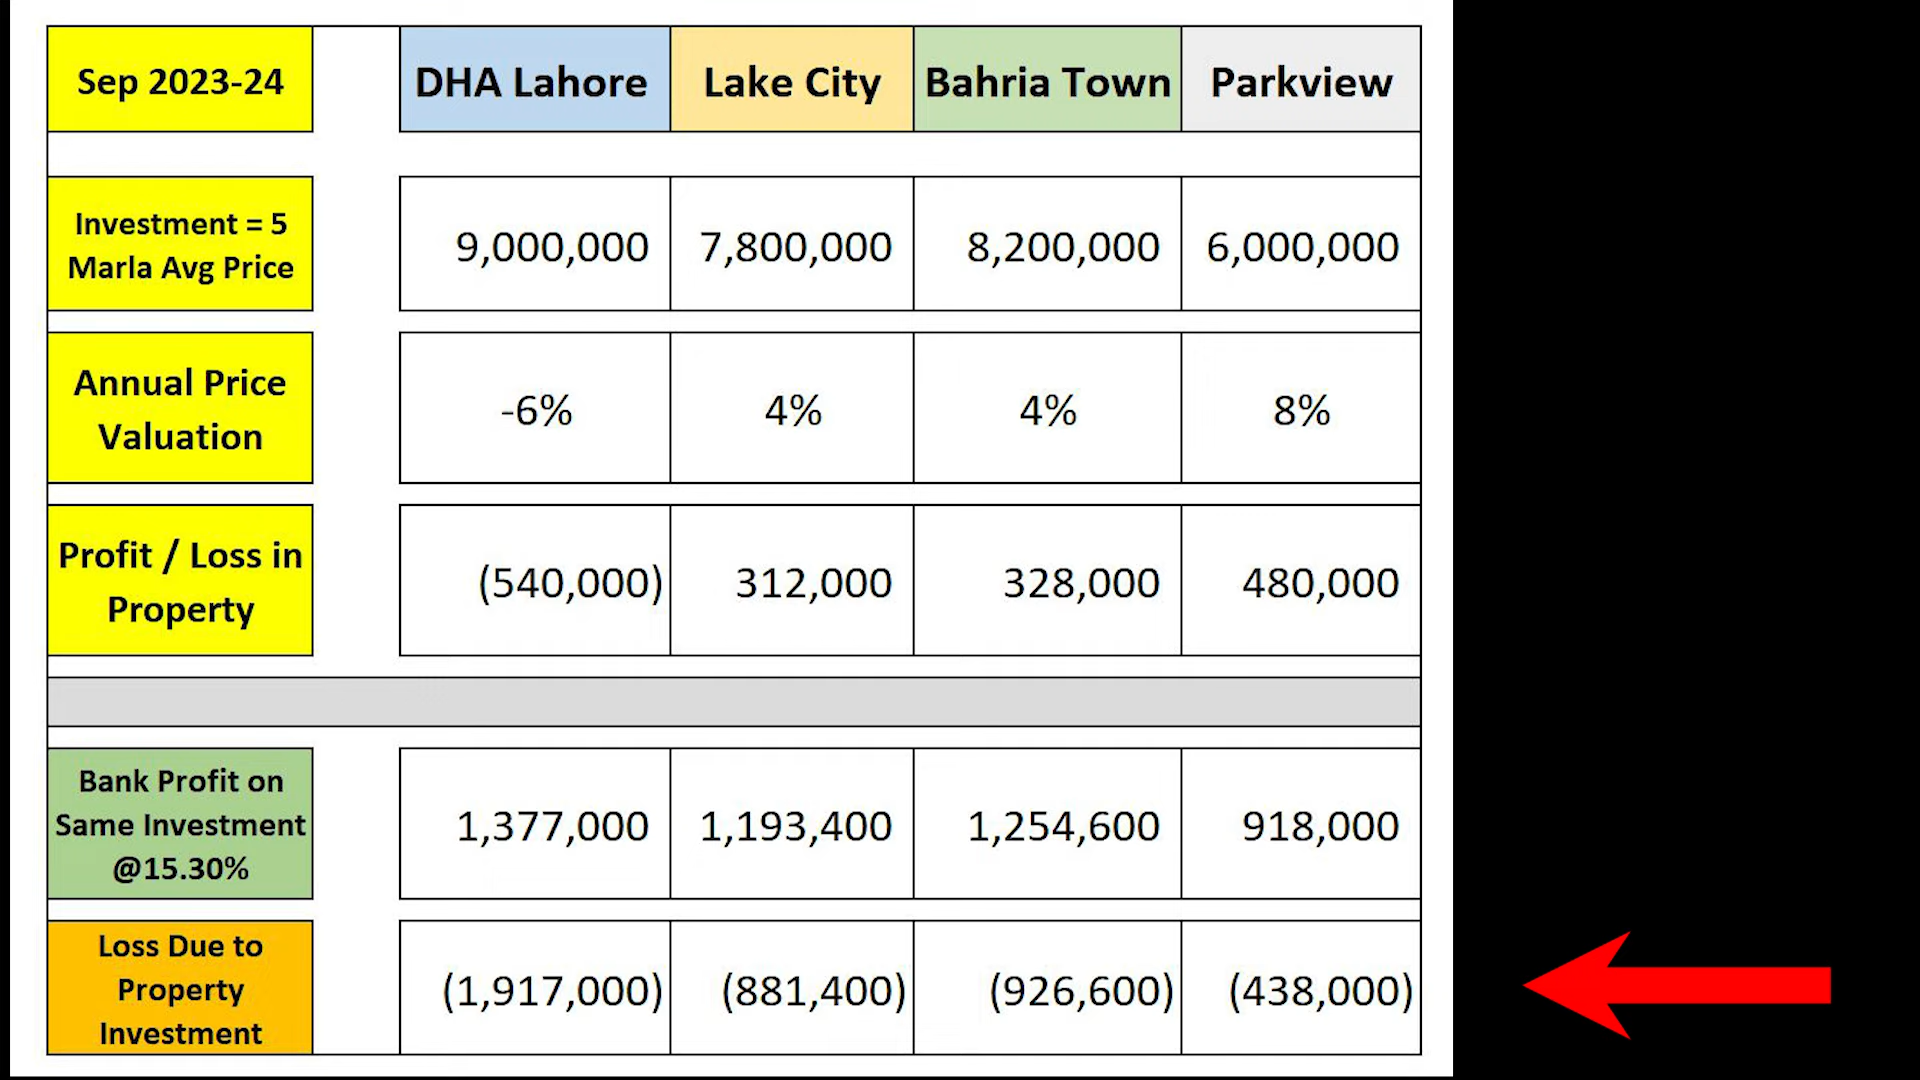 Sep 2023-24 DHA Lahore Lake City Bahria Town Parkview
Investment = 5
Marla Avg Price
9,000,000 7,800,000 8,200,000 6,000,000
Annual Price
Valuation
-6% 4% 4% 8%
Profit / Loss in
Property
(540,000) 312,000 328,000 480,000
Bank Profit on
Same Investment
@15.30%
1,377,000 1,193,400 1,254,600 918,000
Loss Due to
Property
Investment
(1,917,000) (881,400) (926,600) (438,000)